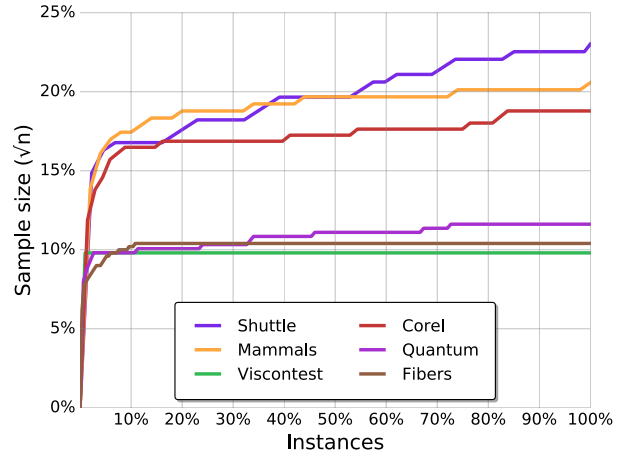 25%
20%
15%
10%
5%
0%
Sample size (√n)
Shuttle
Mammals
Viscontest
Corel
Quantum
Fibers
10% 20% 30% 40% 50% 60% 70% 80% 90% 100%
Instances